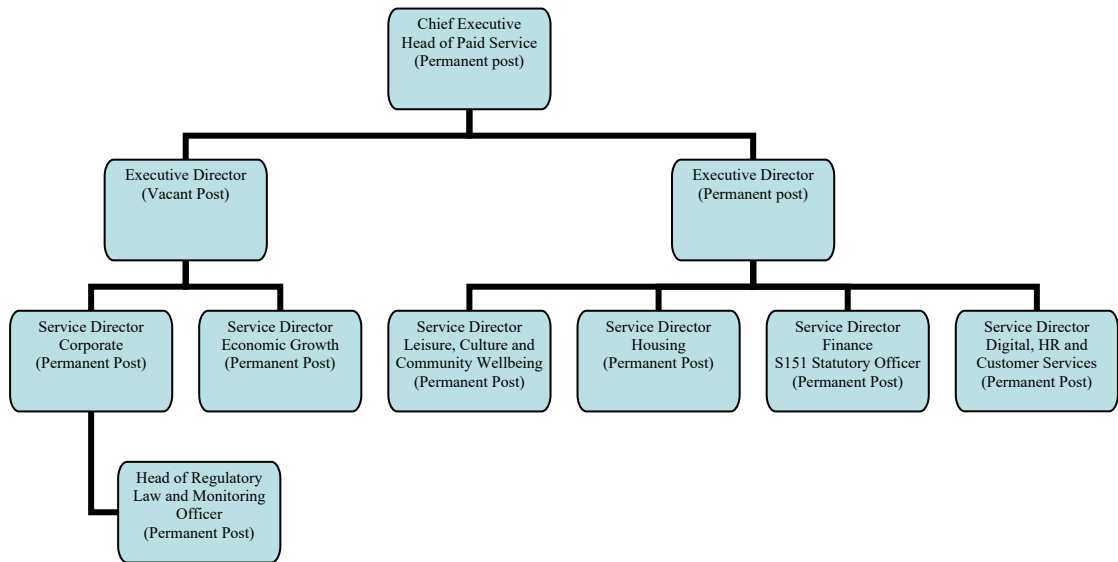 Chief Executive
Head of Paid Service
(Permanent post)
Executive Director
(Vacant Post)
Executive Director
(Permanent post)
Service Director
Corporate
(Permanent Post)
Service Director
Economic Growth
(Permanent Post)
Service Director
Leisure, Culture and
Community Wellbeing
(Permanent Post)
Service Director
Housing
(Permanent Post)
Service Director
Finance
S151 Statutory Officer
(Permanent Post)
Service Director
Digital, HR and
Customer Services
(Permanent Post)
Head of Regulatory
Law and Monitoring
Officer
(Permanent Post)